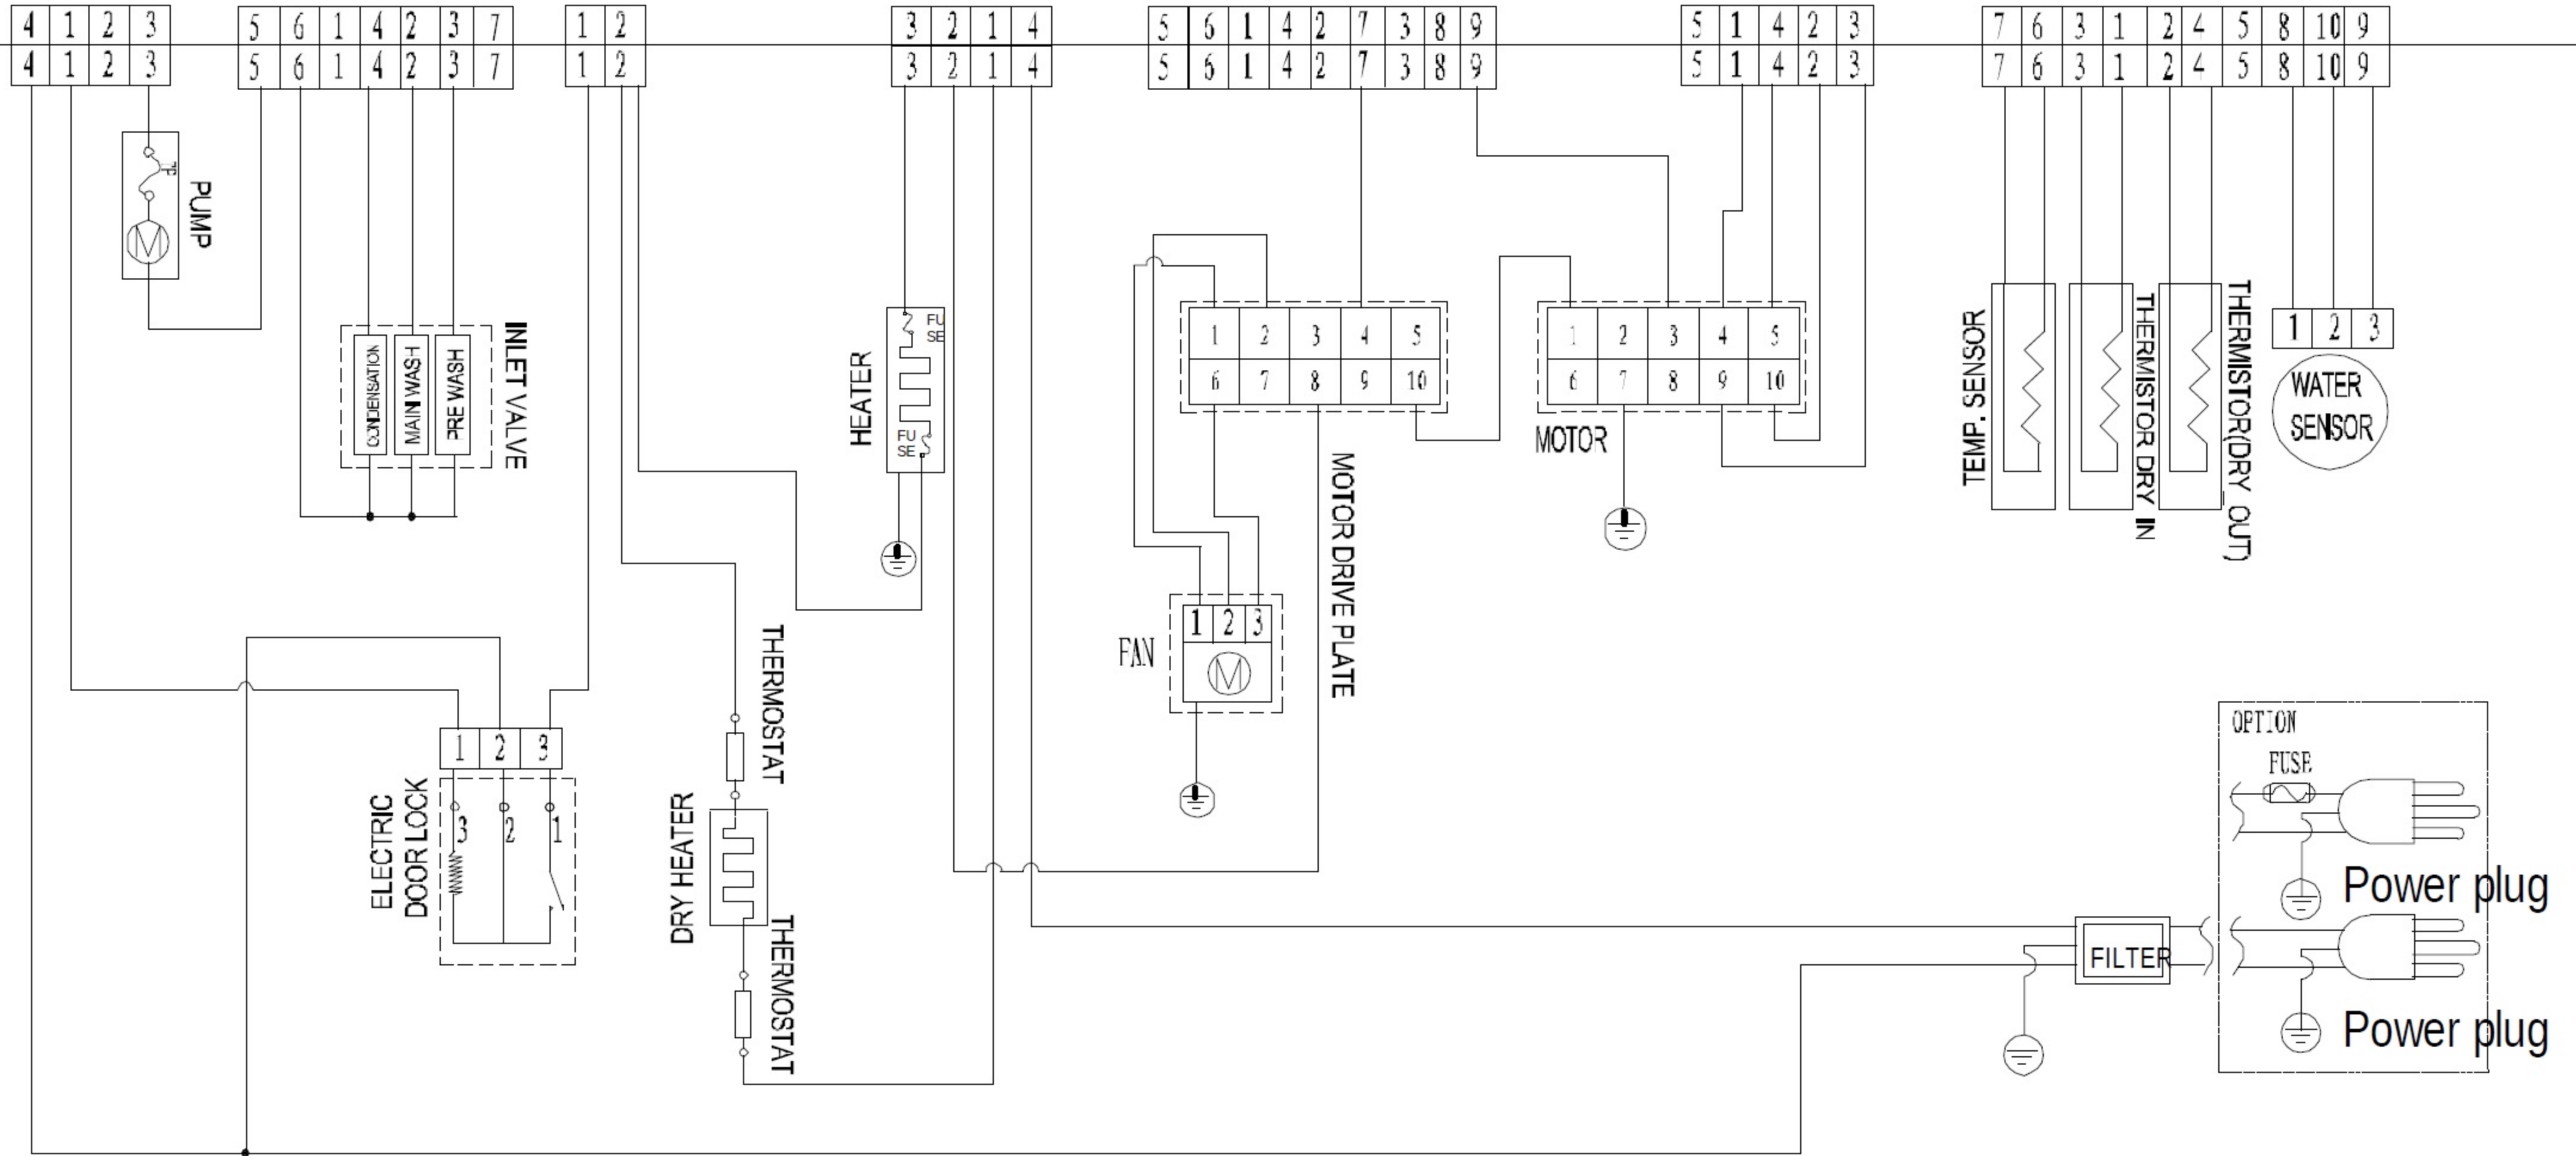 4 1 2 3
4 1 2 3
5 6 1 4 2 3 7
5 6 1 4 2 3 7
1 2
1 2
3 2 1 4
3 2 1 4
5 6 1 4 2 7 3 8 9
5 6 1 4 2 7 3 8 9
5 1 4 2 3
5 1 4 2 3
7 6 3 1 2 4 5 8 10 9
7 6 3 1 2 4 5 8 10 9
TP
M
PUMP
CONDENSATION
MAIN WASH
PRE WASH
INLET VALVE
HEATER
FU
SE
FU
SE
1 2 3 4 5
6 7 8 9 10
MOTOR DRIVE PLATE
1 2 3 4 5
6 7 8 9 10
MOTOR
TEMP. SENSOR
THERMISTOR DRY IN
THERMISTOR(DRY_OUT)
1 2 3
WATER
SENSOR
FAN
1 2 3
M
1 2 3
3 2 1
ELECTRIC
DOOR LOCK
THERMOSTAT
DRY HEATER
THERMOSTAT
FILTER
OPTION
FUSE
Power plug
Power plug